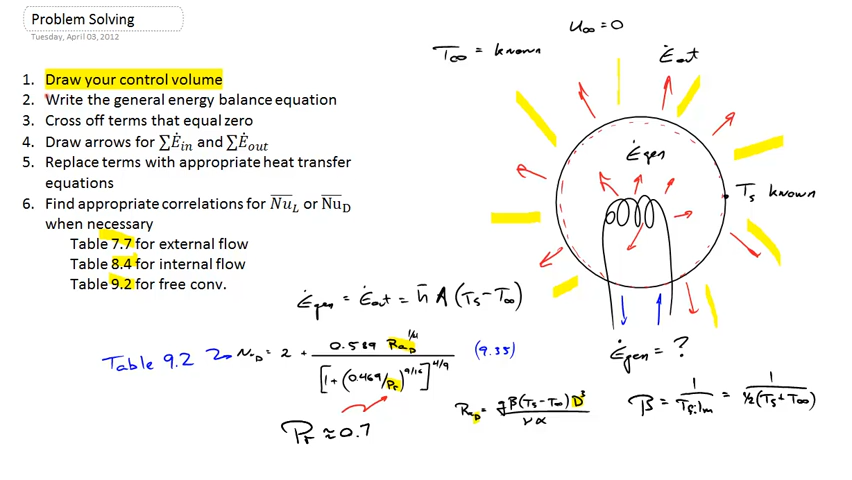 Problem Solving
Tuesday, April 03, 2012
1. Draw your control volume
2. Write the general energy balance equation
3. Cross off terms that equal zero
4. Draw arrows for ∑Ė_in and ∑Ė_out
5. Replace terms with appropriate heat transfer
equations
6. Find appropriate correlations for N̅u̅_L or N̅u̅_D
when necessary
Table 7.7 for external flow
Table 8.4 for internal flow
Table 9.2 for free conv.
U∞ = 0
T∞ = known
Ė_out
Ė_gen
T_s known
Ė_gen = Ė_out = h̅ A (T_s − T∞)
Table 9.2 Nu_D = 2 + 0.589 Ra_D^(1/4) / [1 + (0.469/Pr)^(9/16)]^(4/9) (9.35)
Ė_gen = ?
Pr ≈ 0.7
Ra_D = gβ(T_s − T∞) D³ / να
β = 1 / T_film = 1 / ½(T_s + T∞)